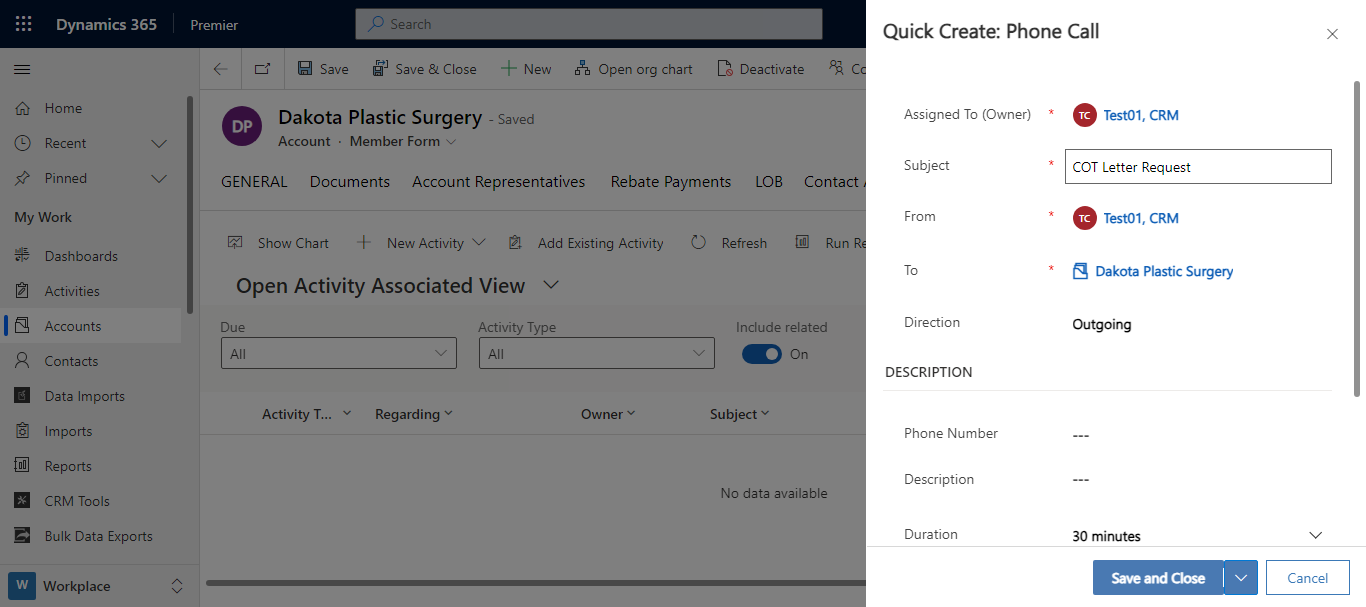 Dynamics 365
Premier
Search
Home
Recent
Pinned
My Work
Dashboards
Activities
Accounts
Contacts
Data Imports
Imports
Reports
CRM Tools
Bulk Data Exports
W Workplace
Save
Save & Close
New
Open org chart
Deactivate
Co
DP
Dakota Plastic Surgery - Saved
Account · Member Form
GENERAL
Documents
Account Representatives
Rebate Payments
LOB
Contact A
Show Chart
New Activity
Add Existing Activity
Refresh
Run Re
Open Activity Associated View
Due
Activity Type
Include related
All
All
On
Activity T...
Regarding
Owner
Subject
No data available
Quick Create: Phone Call
Assigned To (Owner) * TC Test01, CRM
Subject * COT Letter Request
From * TC Test01, CRM
To * Dakota Plastic Surgery
Direction Outgoing
DESCRIPTION
Phone Number ---
Description ---
Duration 30 minutes
Save and Close
Cancel